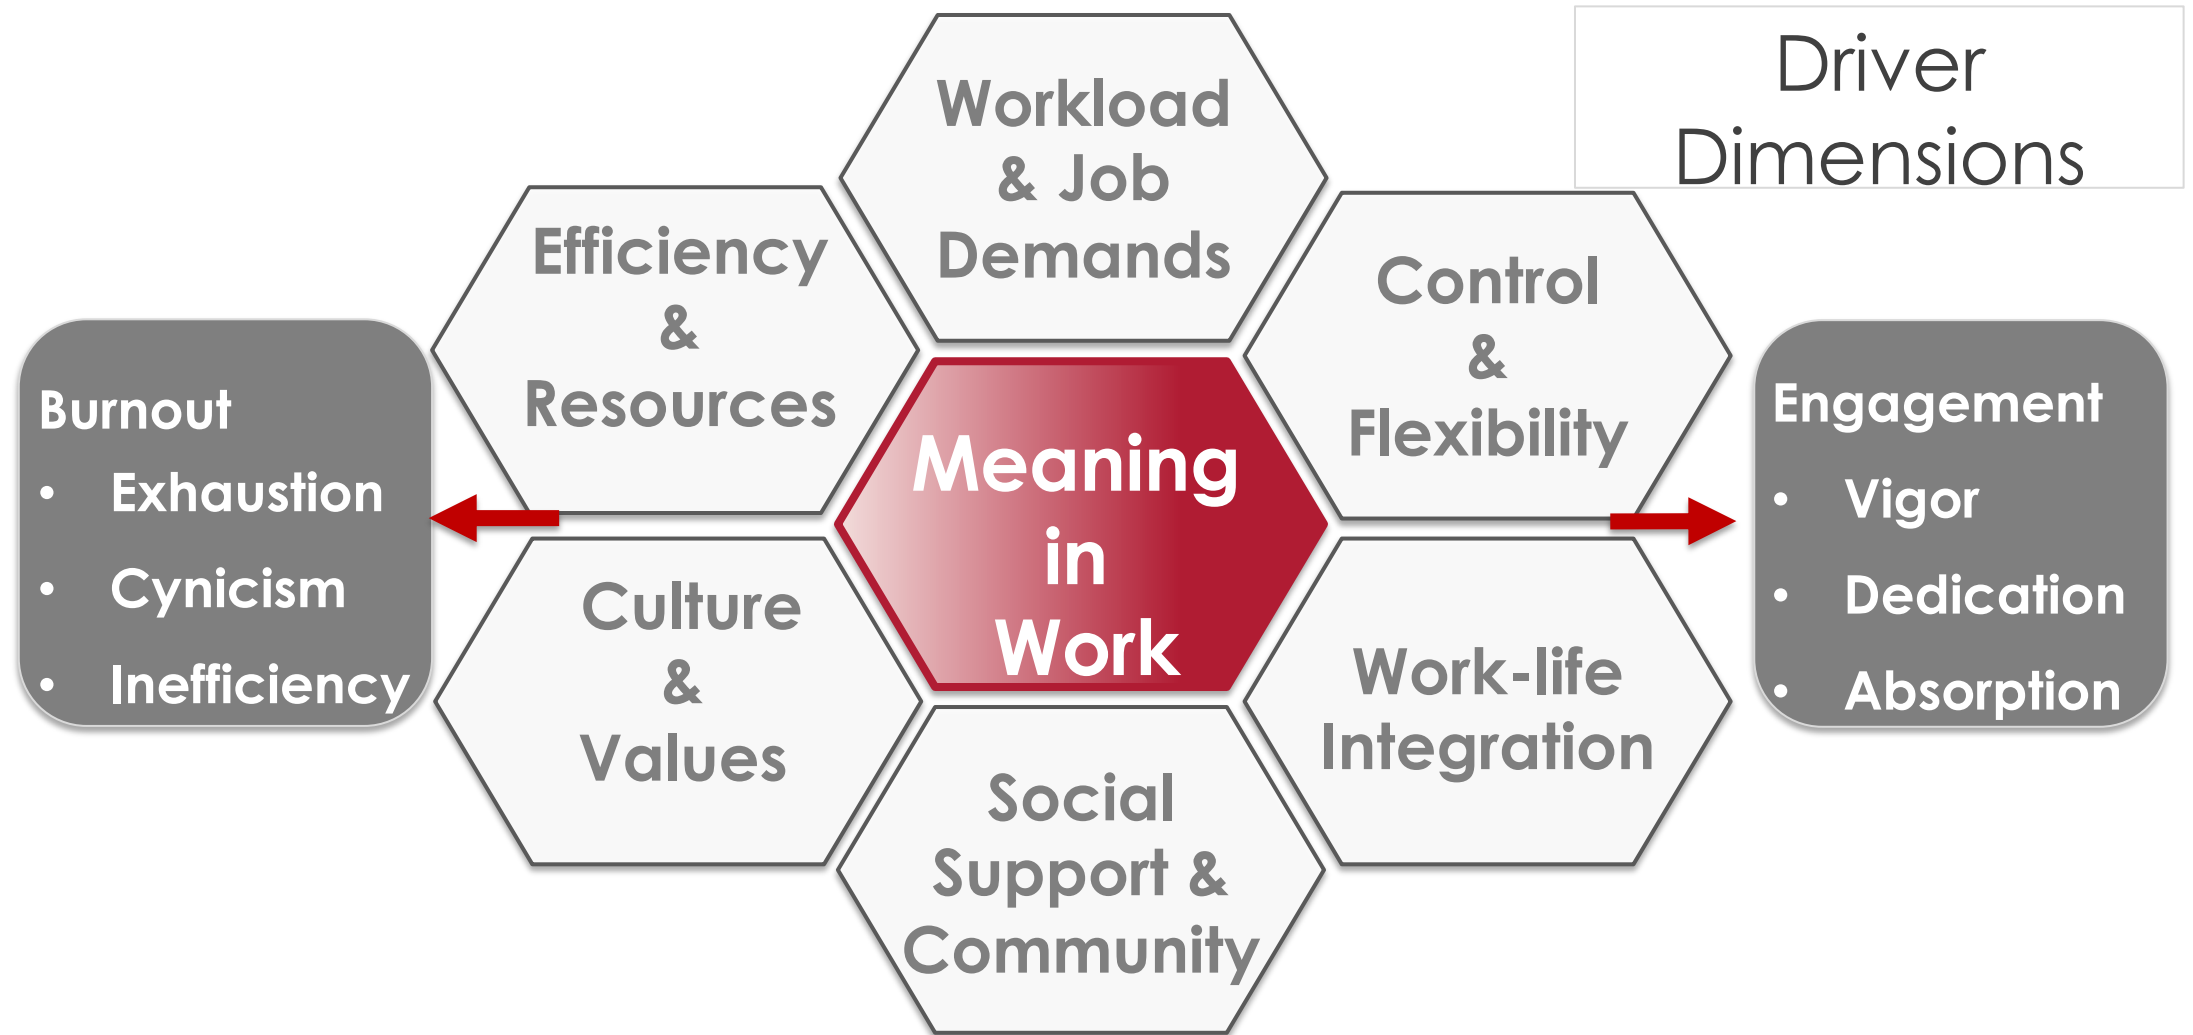 Driver
Dimensions
Workload
& Job
Demands
Efficiency
&
Resources
Control
&
Flexibility
Burnout
• Exhaustion
• Cynicism
• Inefficiency
Meaning
in
Work
Engagement
• Vigor
• Dedication
• Absorption
Culture
&
Values
Work-life
Integration
Social
Support &
Community